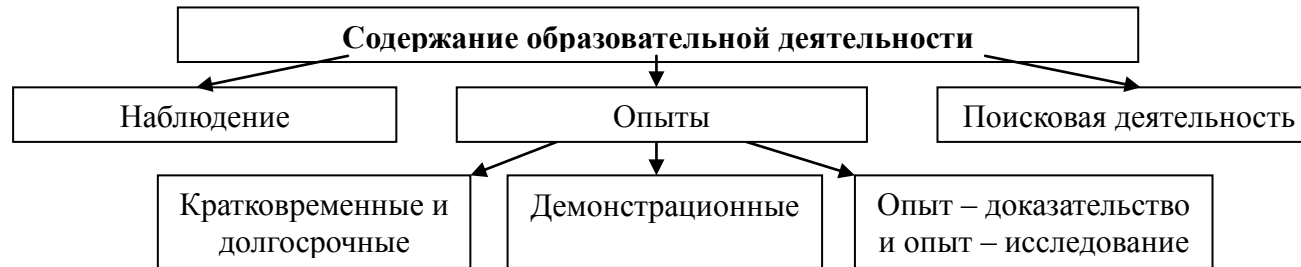 Содержание образовательной деятельности
Наблюдение
Опыты
Поисковая деятельность
Кратковременные и
долгосрочные
Демонстрационные
Опыт – доказательство
и опыт – исследование